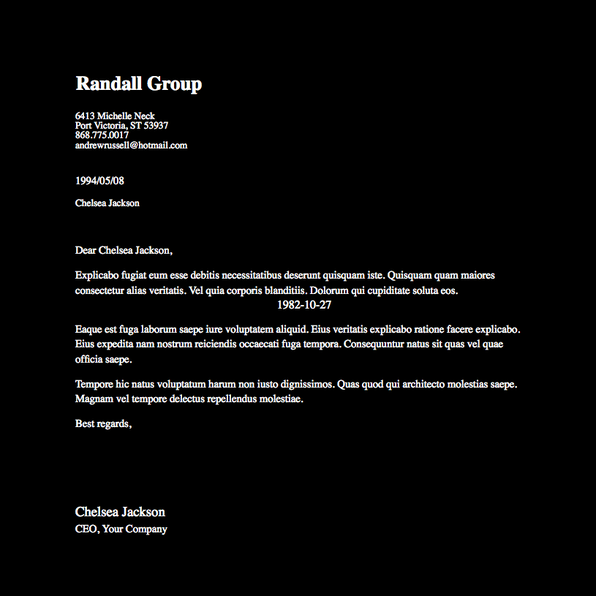 Randall Group
6413 Michelle Neck
Port Victoria, ST 53937
868.775.0017
andrewrussell@hotmail.com
1994/05/08
Chelsea Jackson
Dear Chelsea Jackson,
Explicabo fugiat eum esse debitis necessitatibus deserunt quisquam iste. Quisquam quam maiores
consectetur alias veritatis. Vel quia corporis blanditiis. Dolorum qui cupiditate soluta eos.
1982-10-27
Eaque est fuga laborum saepe iure voluptatem aliquid. Eius veritatis explicabo ratione facere explicabo.
Eius expedita nam nostrum reiciendis occaecati fuga tempora. Consequuntur natus sit quas vel quae
officia saepe.
Tempore hic natus voluptatum harum non iusto dignissimos. Quas quod qui architecto molestias saepe.
Magnam vel tempore delectus repellendus molestiae.
Best regards,
Chelsea Jackson
CEO, Your Company